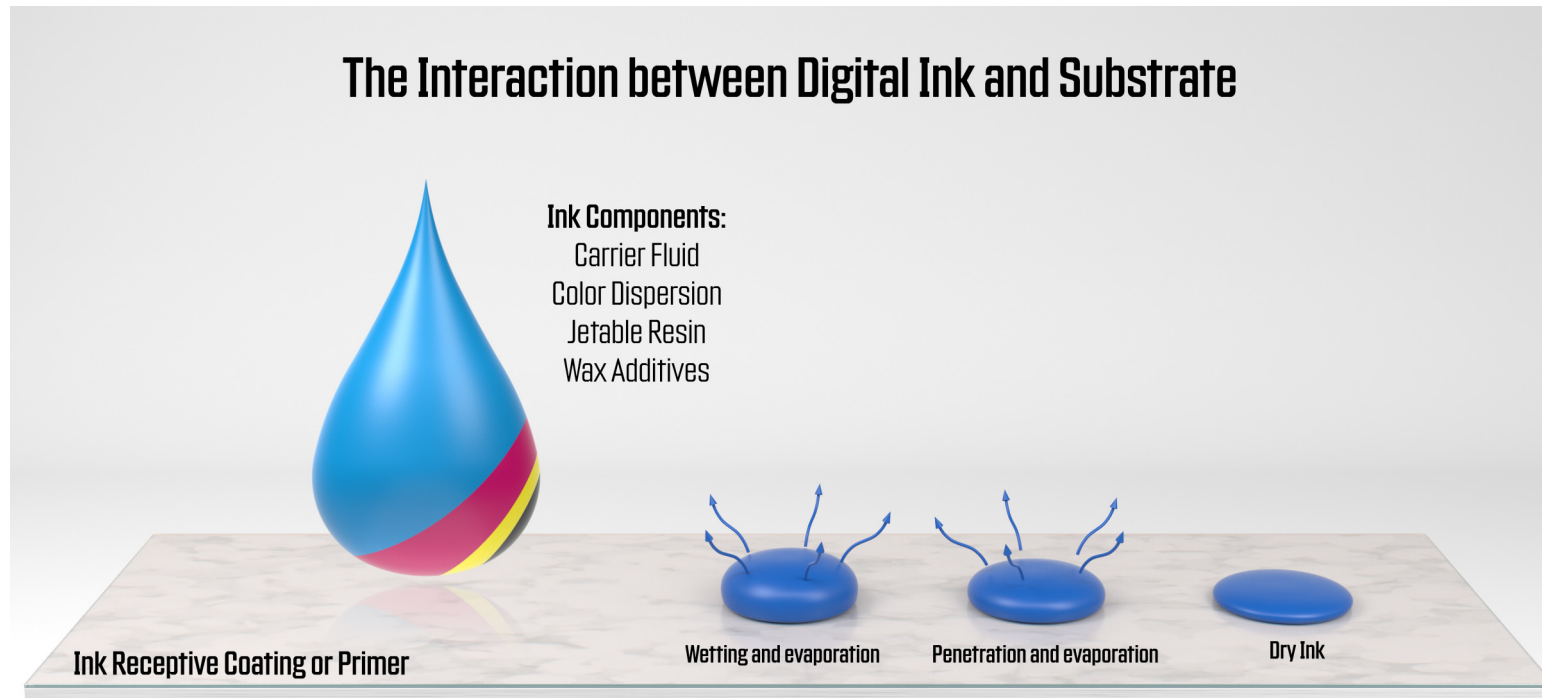 The Interaction between Digital Ink and Substrate
Ink Components:
Carrier Fluid
Color Dispersion
Jetable Resin
Wax Additives
Ink Receptive Coating or Primer
Wetting and evaporation
Penetration and evaporation
Dry Ink